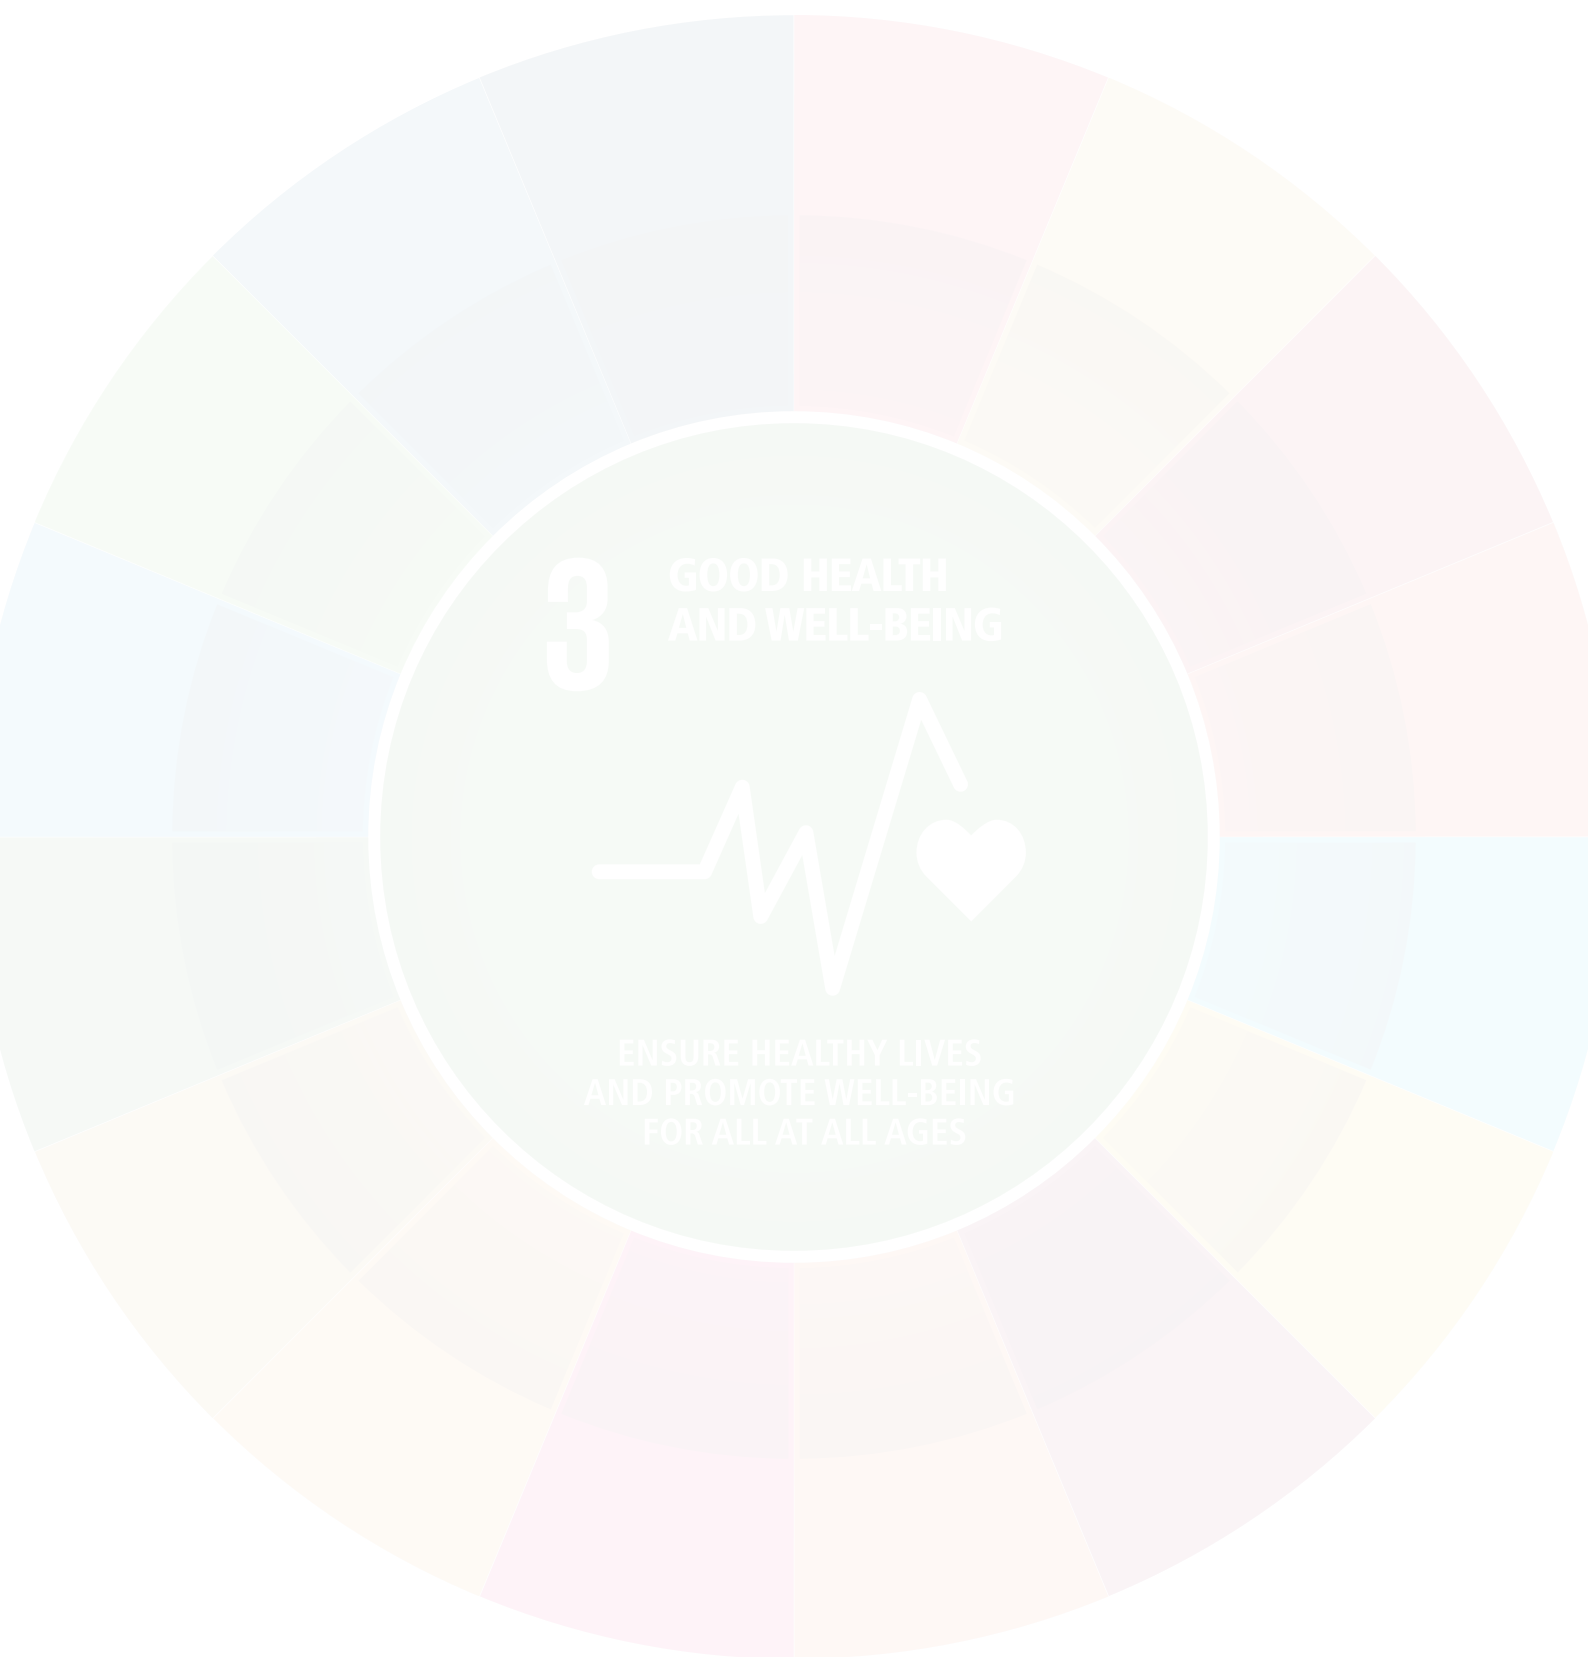 3
GOOD HEALTH
AND WELL-BEING
ENSURE HEALTHY LIVES
AND PROMOTE WELL-BEING
FOR ALL AT ALL AGES